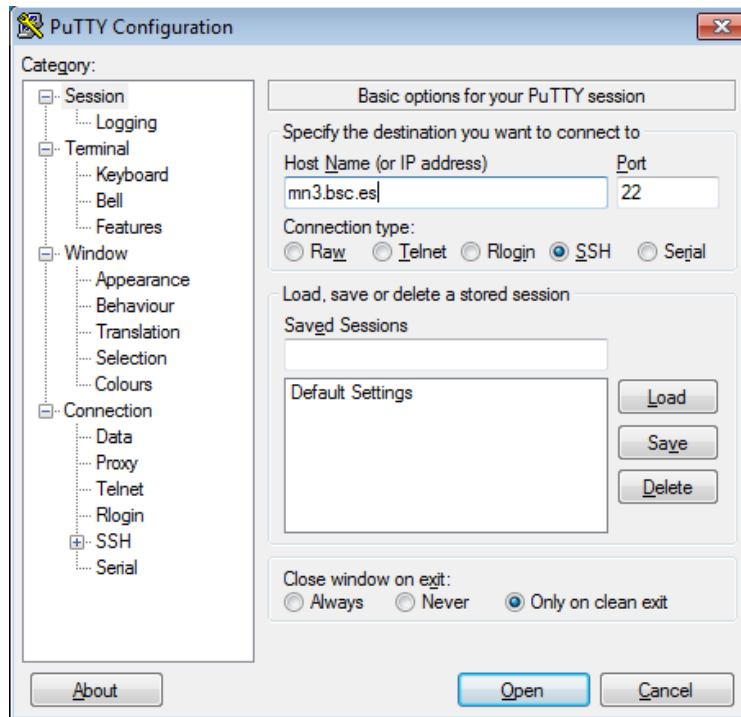 PuTTY Configuration
Category:
Session
Logging
Terminal
Keyboard
Bell
Features
Window
Appearance
Behaviour
Translation
Selection
Colours
Connection
Data
Proxy
Telnet
Rlogin
SSH
Serial
Basic options for your PuTTY session
Specify the destination you want to connect to
Host Name (or IP address) Port
mn3.bsc.es 22
Connection type:
Raw Telnet Rlogin SSH Serial
Load, save or delete a stored session
Saved Sessions
Default Settings
Load
Save
Delete
Close window on exit:
Always Never Only on clean exit
About Open Cancel